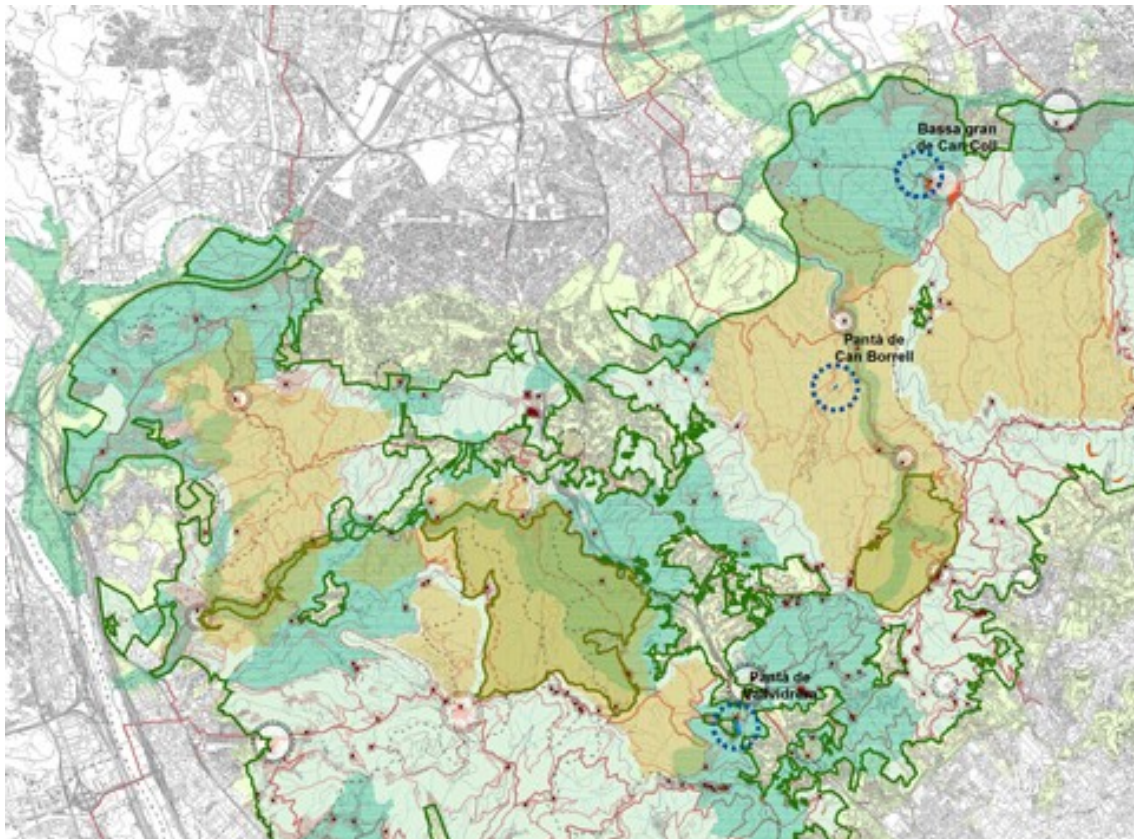 Bassa gran
de Can Coll
Pantà de
Can Borrell
Pantà de
Vallvidrera